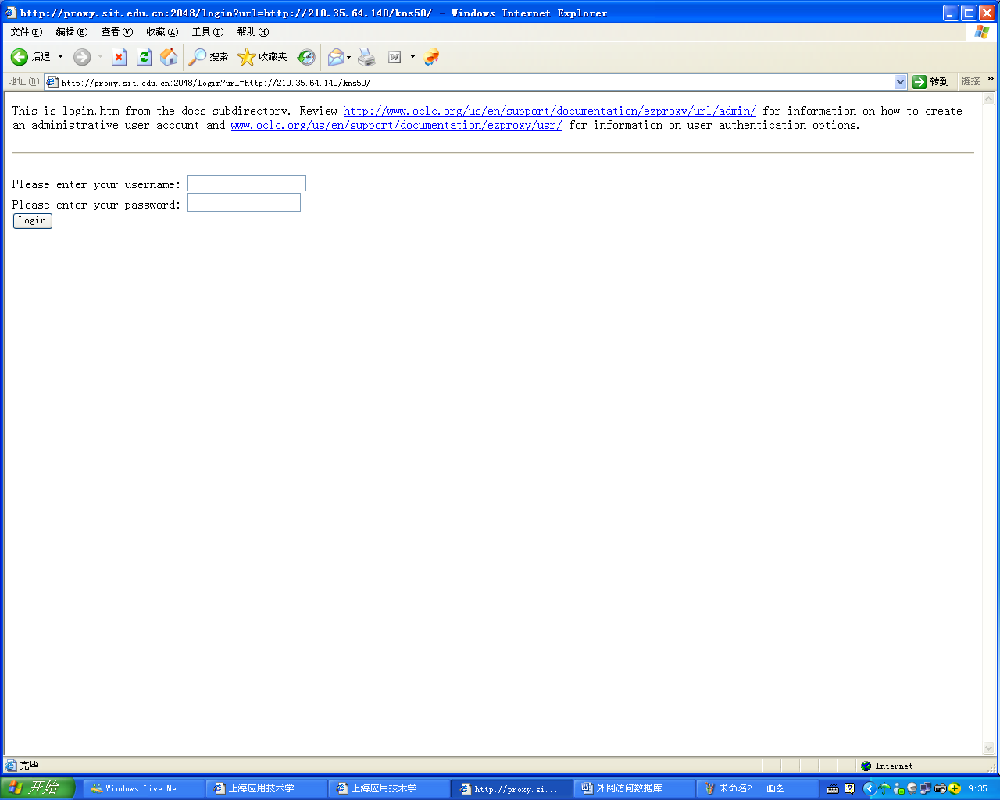 http://proxy.sit.edu.cn:2048/login?url=http://210.35.64.140/kns50/ - Windows Internet Explorer
文件(F) 编辑(E) 查看(V) 收藏(A) 工具(T) 帮助(H)
后退 搜索 收藏夹
地址(D) http://proxy.sit.edu.cn:2048/login?url=http://210.35.64.140/kns50/ 转到 链接 »
This is login.htm from the docs subdirectory. Review http://www.oclc.org/us/en/support/documentation/ezproxy/url/admin/ for information on how to create
an administrative user account and www.oclc.org/us/en/support/documentation/ezproxy/usr/ for information on user authentication options.
Please enter your username:
Please enter your password:
Login
完毕 Internet
开始 Windows Live Me... 上海应用技术学... 上海应用技术学... http://proxy.si... 外网访问数据库... 未命名2 - 画图 9:35